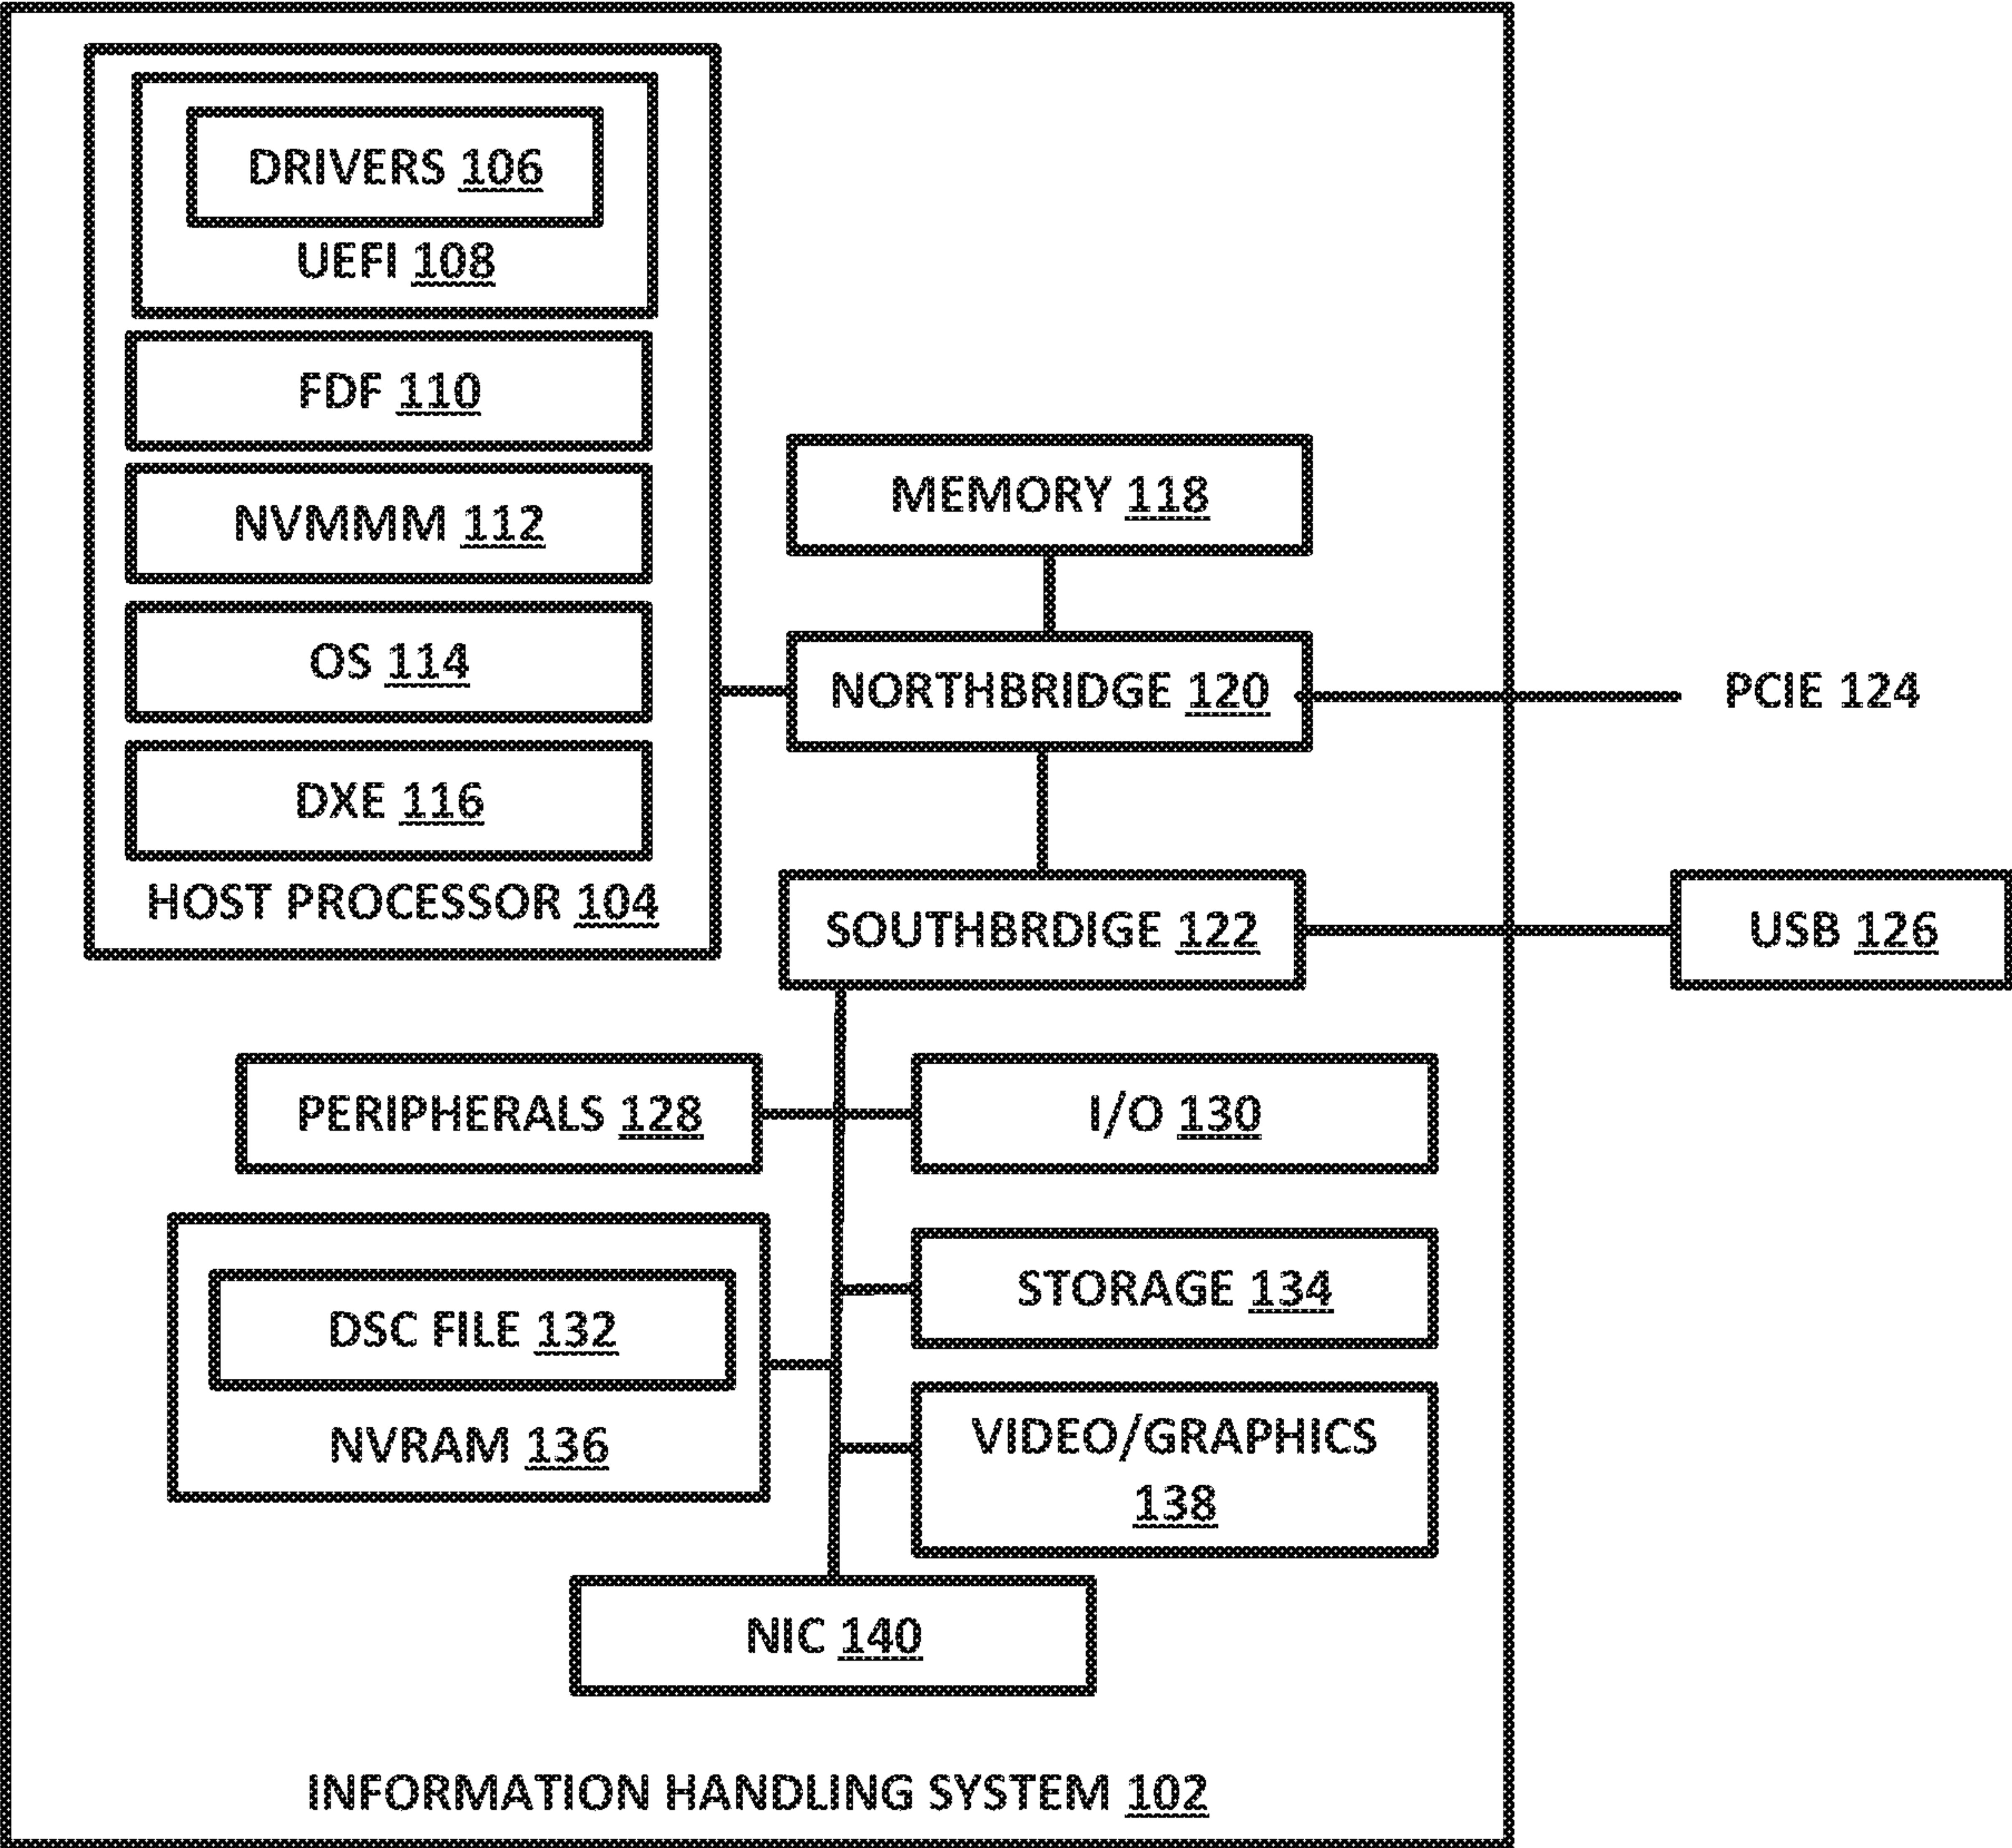 DRIVERS 106
UEFI 108
FDF 110
NVMMM 112
OS 114
DXE 116
HOST PROCESSOR 104
MEMORY 118
NORTHBRIDGE 120
PCIE 124
SOUTHBRDIGE 122
USB 126
PERIPHERALS 128
I/O 130
DSC FILE 132
NVRAM 136
STORAGE 134
VIDEO/GRAPHICS
138
NIC 140
INFORMATION HANDLING SYSTEM 102